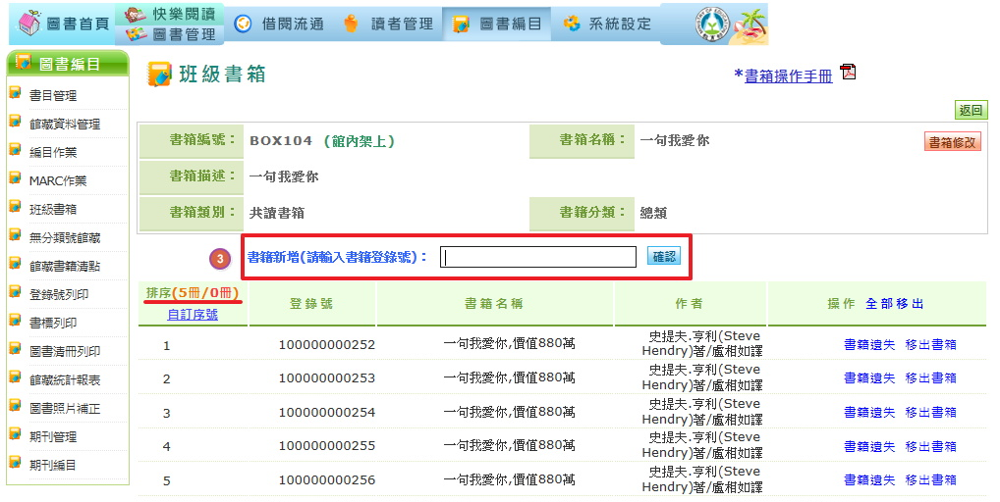 圖書首頁
快樂閱讀
圖書管理
借閱流通
讀者管理
圖書編目
系統設定
圖書編目
書目管理
館藏資料管理
編目作業
MARC作業
班級書箱
無分類號館藏
館藏書籍清點
登錄號列印
書標列印
圖書清冊列印
館藏統計報表
圖書照片補正
期刊管理
期刊編目
班級書箱
*書箱操作手冊
返回
書箱編號： BOX104 (館內架上) 書箱名稱： 一句我愛你 書箱修改
書箱描述： 一句我愛你
書箱類別： 共讀書箱 書籍分類： 總類
3 書籍新增(請輸入書籍登錄號)： 確認
排序(5冊/0冊) 登錄號 書籍名稱 作者 操作 全部移出
自訂序號
1 100000000252 一句我愛你,價值880萬 史提夫.亨利(Steve Hendry)著/盧相如譯 書籍遺失 移出書箱
2 100000000253 一句我愛你,價值880萬 史提夫.亨利(Steve Hendry)著/盧相如譯 書籍遺失 移出書箱
3 100000000254 一句我愛你,價值880萬 史提夫.亨利(Steve Hendry)著/盧相如譯 書籍遺失 移出書箱
4 100000000255 一句我愛你,價值880萬 史提夫.亨利(Steve Hendry)著/盧相如譯 書籍遺失 移出書箱
5 100000000256 一句我愛你,價值880萬 史提夫.亨利(Steve Hendry)著/盧相如譯 書籍遺失 移出書箱